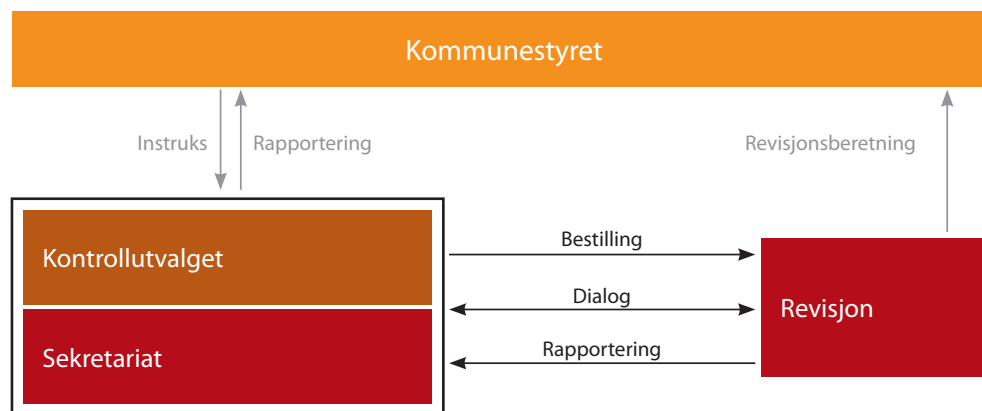 Kommunestyret
Instruks
Rapportering
Revisjonsberetning
Kontrollutvalget
Sekretariat
Bestilling
Dialog
Rapportering
Revisjon